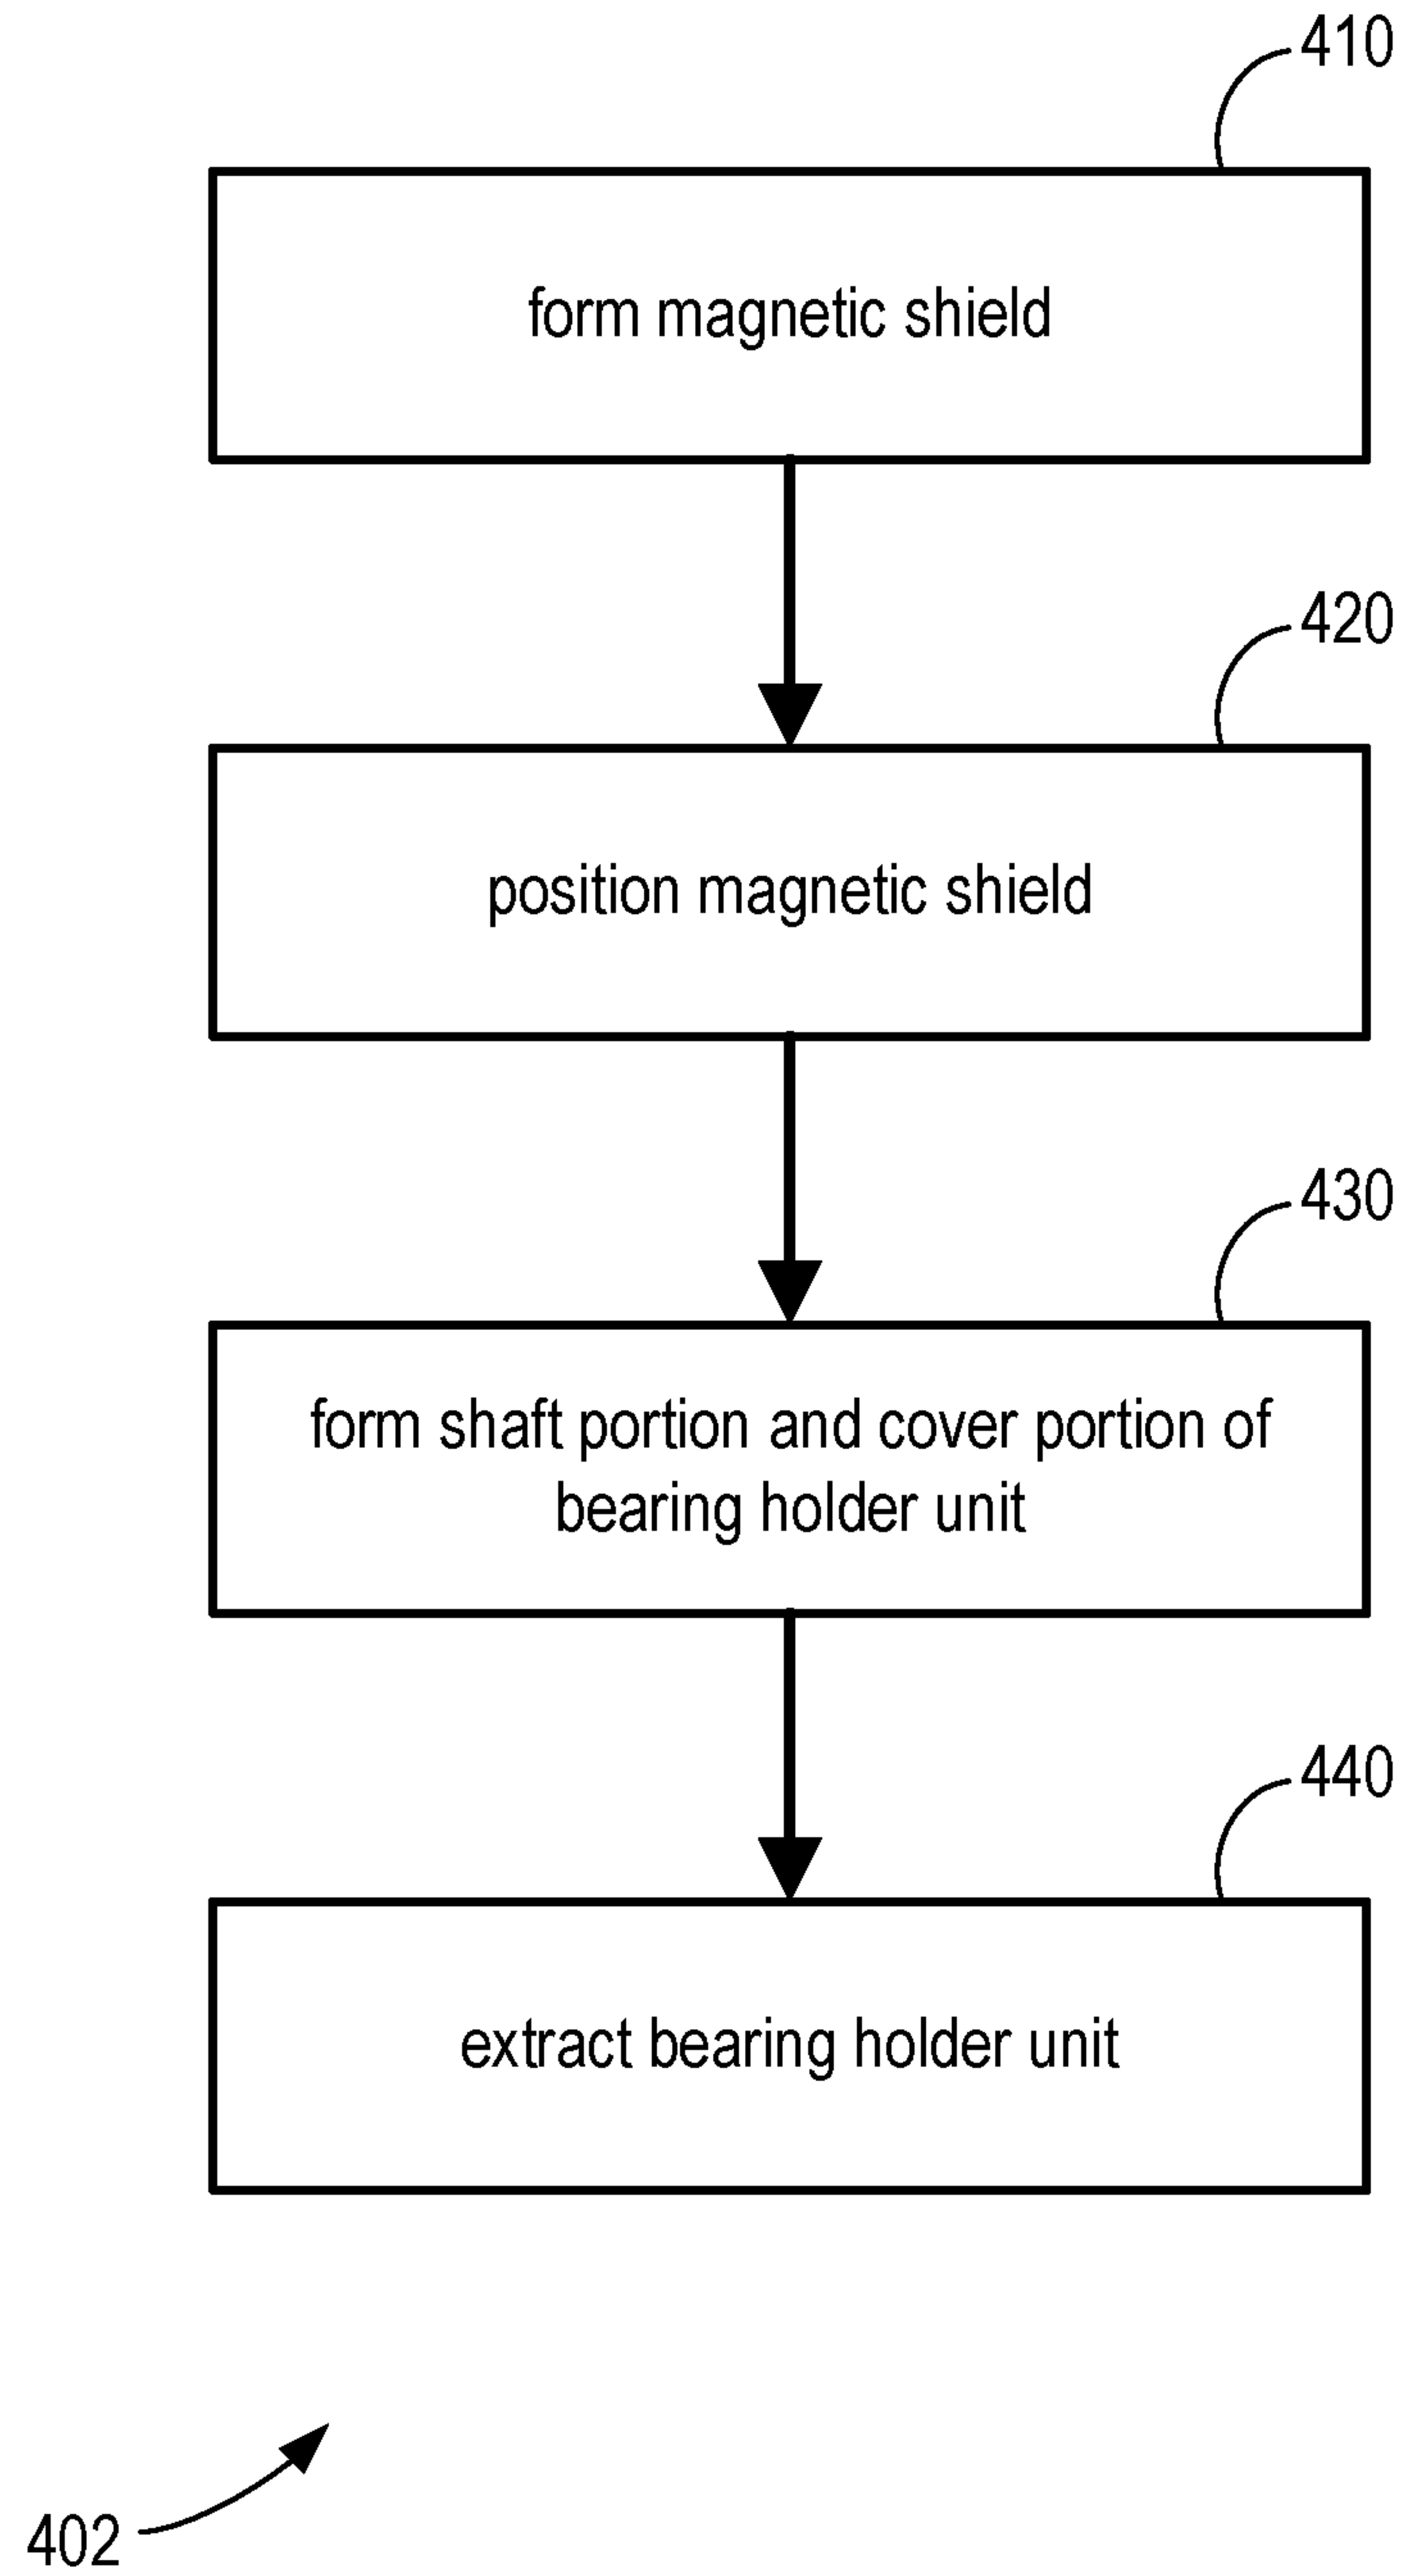 410
form magnetic shield
420
position magnetic shield
430
form shaft portion and cover portion of
bearing holder unit
440
extract bearing holder unit
402